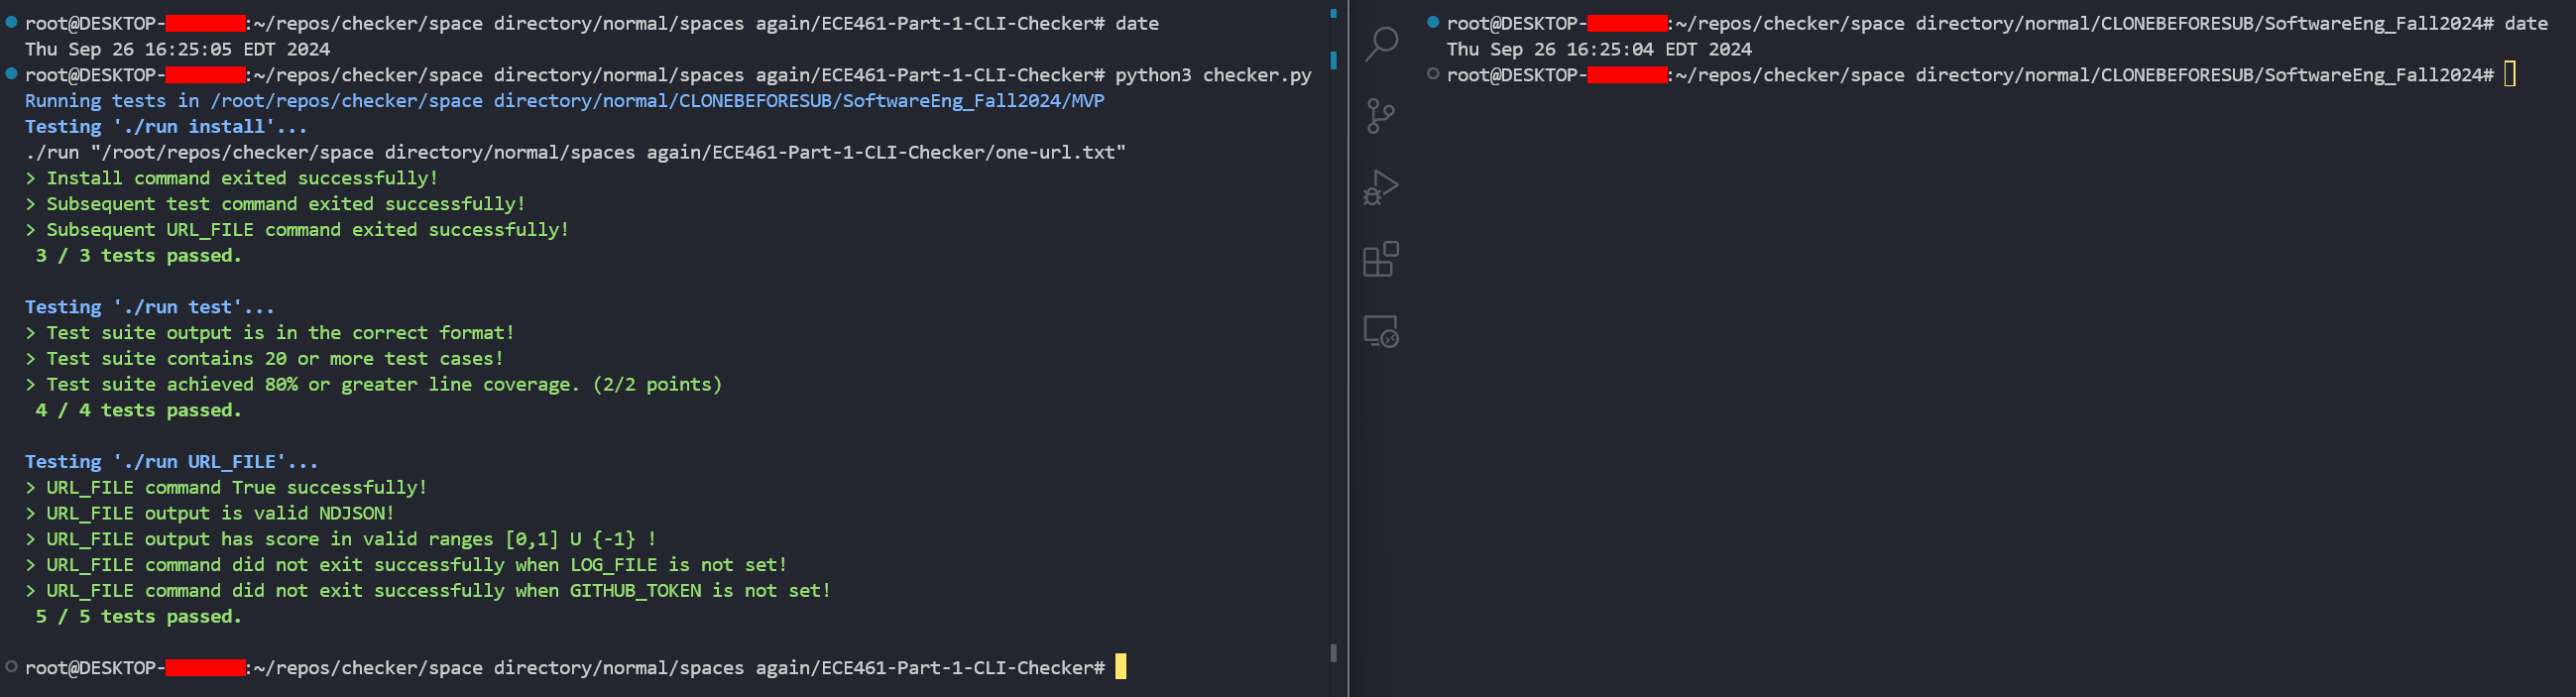 root@DESKTOP-:~/repos/checker/space directory/normal/spaces again/ECE461-Part-1-CLI-Checker# date
Thu Sep 26 16:25:05 EDT 2024
root@DESKTOP-:~/repos/checker/space directory/normal/spaces again/ECE461-Part-1-CLI-Checker# python3 checker.py
Running tests in /root/repos/checker/space directory/normal/CLONEBEFORESUB/SoftwareEng_Fall2024/MVP
Testing './run install'...
./run "/root/repos/checker/space directory/normal/spaces again/ECE461-Part-1-CLI-Checker/one-url.txt"
> Install command exited successfully!
> Subsequent test command exited successfully!
> Subsequent URL_FILE command exited successfully!
3 / 3 tests passed.
Testing './run test'...
> Test suite output is in the correct format!
> Test suite contains 20 or more test cases!
> Test suite achieved 80% or greater line coverage. (2/2 points)
4 / 4 tests passed.
Testing './run URL_FILE'...
> URL_FILE command True successfully!
> URL_FILE output is valid NDJSON!
> URL_FILE output has score in valid ranges [0,1] U {-1} !
> URL_FILE command did not exit successfully when LOG_FILE is not set!
> URL_FILE command did not exit successfully when GITHUB_TOKEN is not set!
5 / 5 tests passed.
root@DESKTOP-:~/repos/checker/space directory/normal/spaces again/ECE461-Part-1-CLI-Checker#
root@DESKTOP-:~/repos/checker/space directory/normal/CLONEBEFORESUB/SoftwareEng_Fall2024# date
Thu Sep 26 16:25:04 EDT 2024
root@DESKTOP-:~/repos/checker/space directory/normal/CLONEBEFORESUB/SoftwareEng_Fall2024#